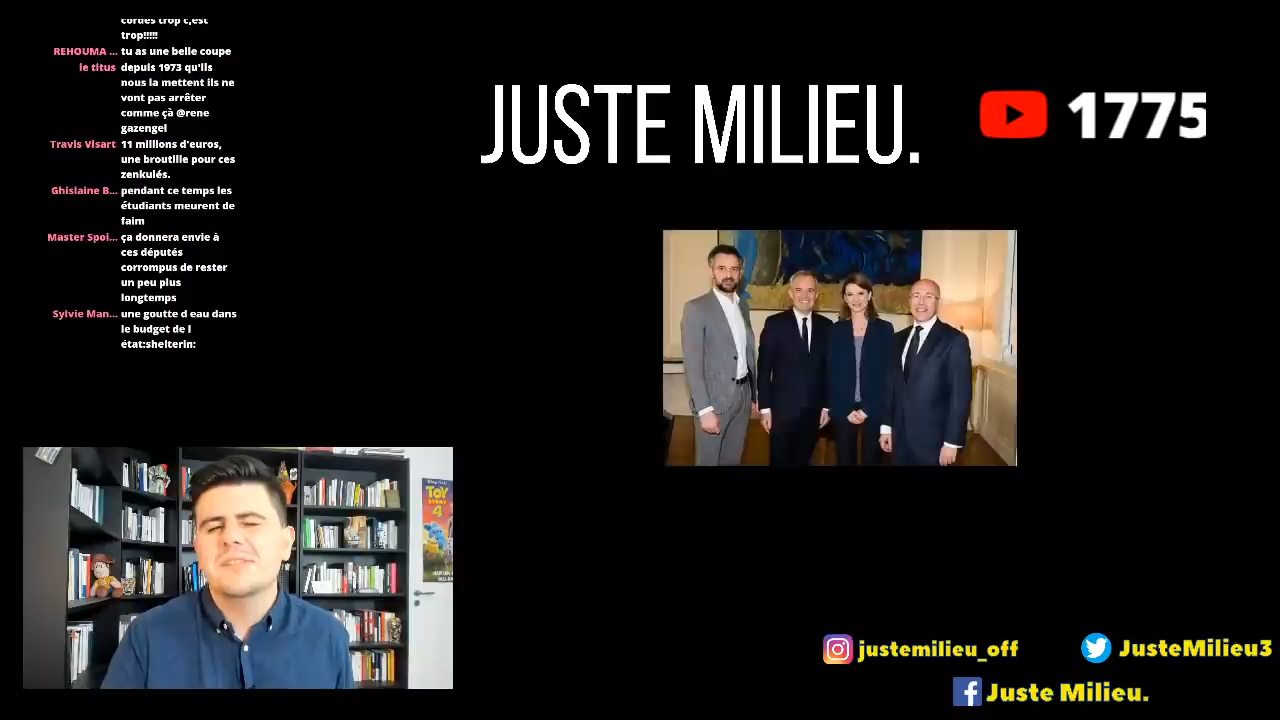 cordes trop c,est
trop!!!!!
REHOUMA ... tu as une belle coupe
le titus depuis 1973 qu'ils
nous la mettent ils ne
vont pas arrêter
comme çà @rene
gazengel
Travis Visart 11 millions d'euros,
une broutille pour ces
zenkulés.
Ghislaine B... pendant ce temps les
étudiants meurent de
faim
Master Spoi... ça donnera envie à
ces députés
corrompus de rester
un peu plus
longtemps
Sylvie Man... une goutte d eau dans
le budget de l
état:shelterin:
JUSTE MILIEU.
1775
TOY
STORY
4
justemilieu_off
JusteMilieu3
Juste Milieu.